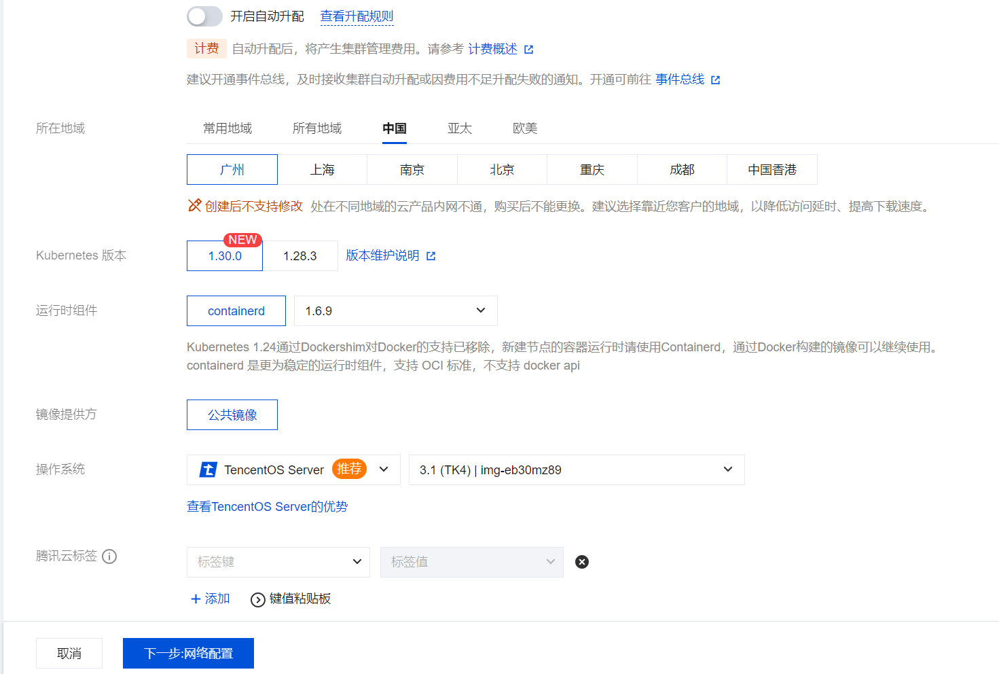 开启自动升配 查看升配规则
计费 自动升配后，将产生集群管理费用。请参考 计费概述
建议开通事件总线，及时接收集群自动升配或因费用不足升配失败的通知。开通可前往 事件总线
所在地域 常用地域 所有地域 中国 亚太 欧美
广州 上海 南京 北京 重庆 成都 中国香港
创建后不支持修改 处在不同地域的云产品内网不通，购买后不能更换。建议选择靠近您客户的地域，以降低访问延时、提高下载速度。
NEW
Kubernetes 版本 1.30.0 1.28.3 版本维护说明
运行时组件 containerd 1.6.9
Kubernetes 1.24通过Dockershim对Docker的支持已移除，新建节点的容器运行时请使用Containerd，通过Docker构建的镜像可以继续使用。
containerd 是更为稳定的运行时组件，支持 OCI 标准，不支持 docker api
镜像提供方 公共镜像
操作系统 TencentOS Server 推荐 3.1 (TK4) | img-eb30mz89
查看TencentOS Server的优势
腾讯云标签 标签键 标签值
+ 添加 键值粘贴板
取消 下一步:网络配置